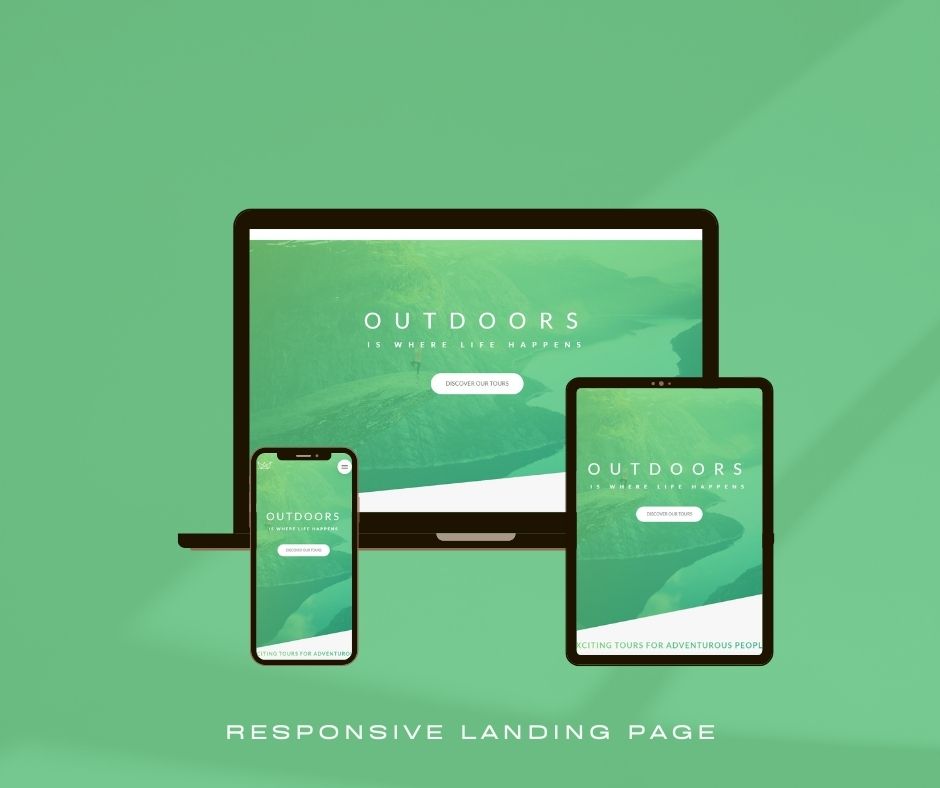 OUTDOORS
IS WHERE LIFE HAPPENS
DISCOVER OUR TOURS
OUTDOORS
IS WHERE LIFE HAPPENS
DISCOVER OUR TOURS
XCITING TOURS FOR ADVENTUROUS PEOPL
OUTDOORS
IS WHERE LIFE HAPPENS
DISCOVER OUR TOURS
CITING TOURS FOR ADVENTURO
RESPONSIVE LANDING PAGE